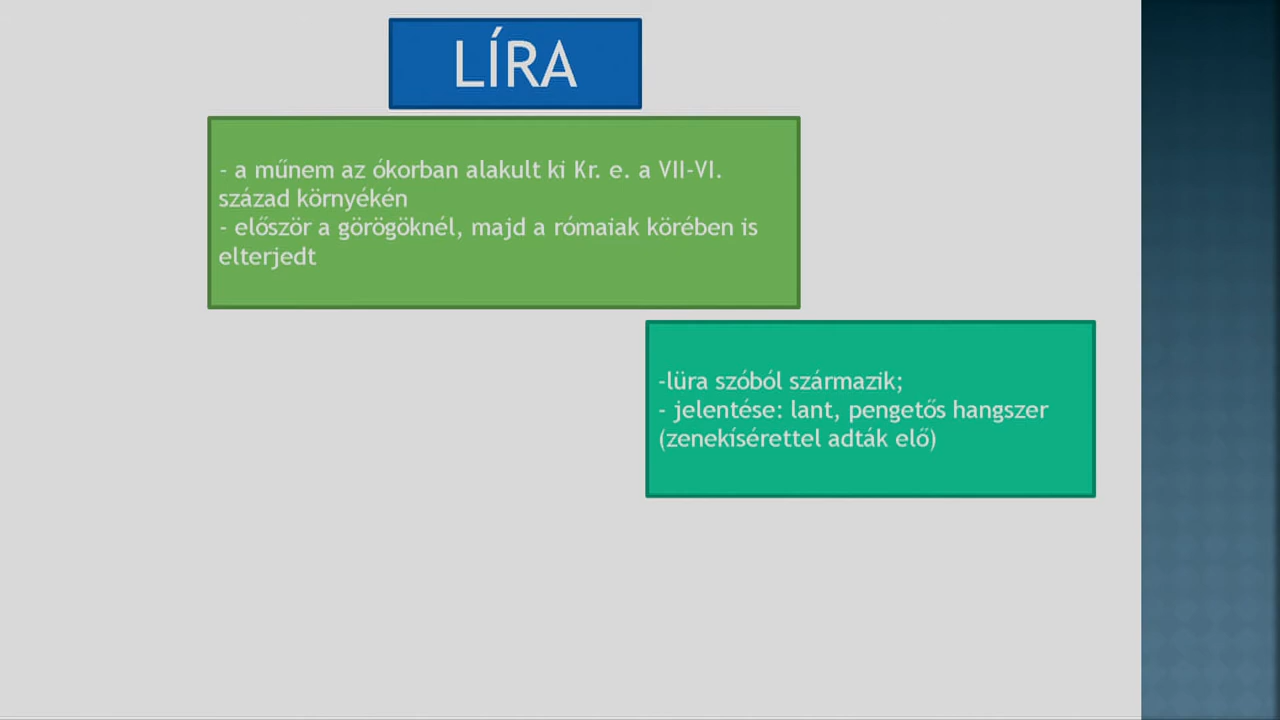 LÍRA
- a műnem az ókorban alakult ki Kr. e. a VII-VI.
század környékén
- először a görögöknél, majd a rómaiak körében is
elterjedt
-lüra szóból származik;
- jelentése: lant, pengetős hangszer
(zenekísérettel adták elő)